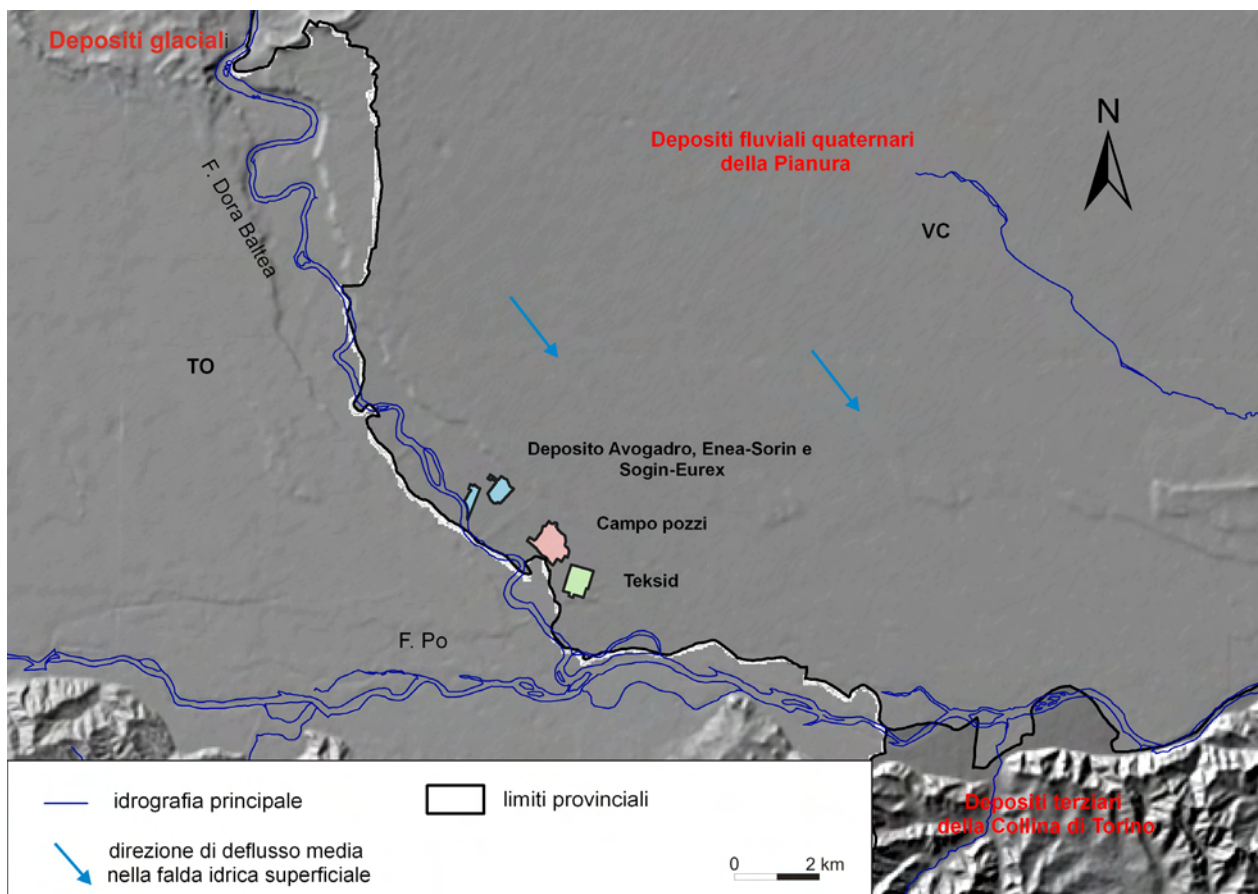 Depositi glaciali
Depositi fluviali quaternari
della Pianura
N
F. Dora Baltea
VC
TO
Deposito Avogadro, Enea-Sorin e
Sogin-Eurex
Campo pozzi
Teksid
F. Po
idrografia principale
limiti provinciali
Depositi terziari
della Collina di Torino
direzione di deflusso media
nella falda idrica superficiale
0 2 km